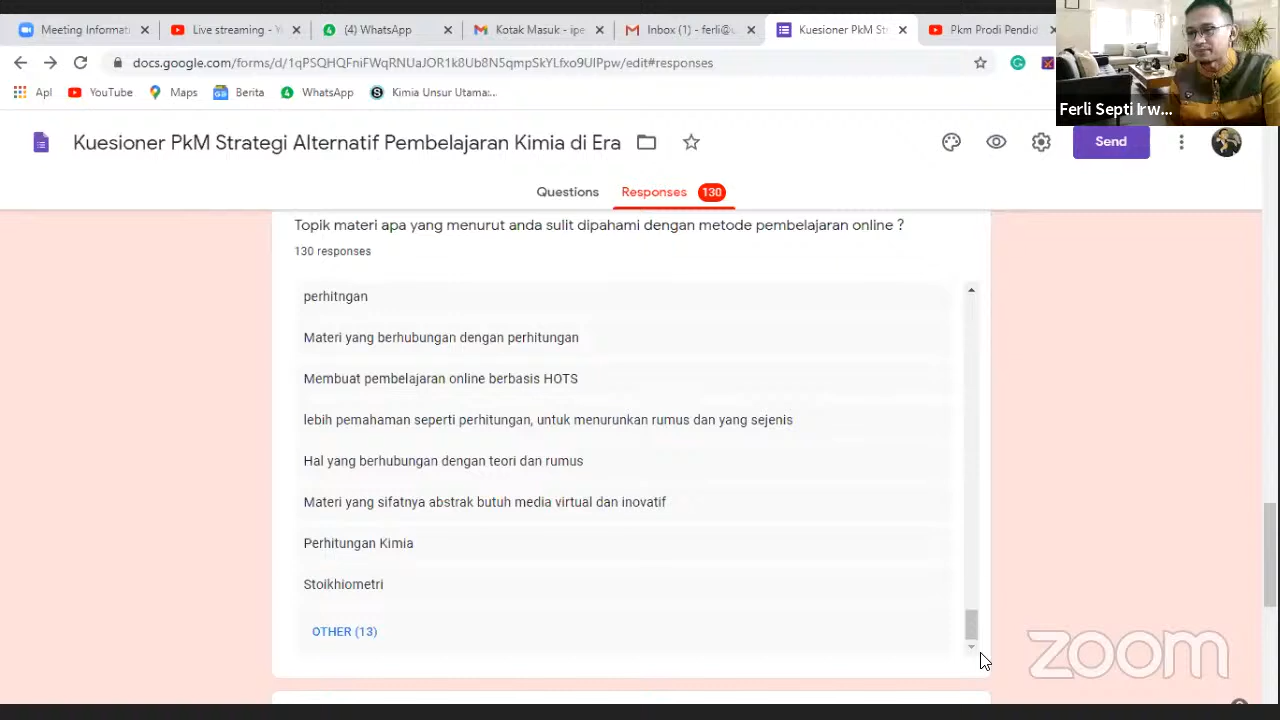 Meeting Informati
Live streaming - Y
(4) WhatsApp
Kotak Masuk - ipe
Inbox (1) - ferli@u
Kuesioner PkM St
Pkm Prodi Pendid
docs.google.com/forms/d/1qPSQHQFniFWqRNUaJOR1k8Ub8N5qmpSkYLfxo9UIPpw/edit#responses
Apl
YouTube
Maps
Berita
WhatsApp
Kimia Unsur Utama:...
Ferli Septi Irw...
Kuesioner PkM Strategi Alternatif Pembelajaran Kimia di Era
Send
Questions
Responses 130
Topik materi apa yang menurut anda sulit dipahami dengan metode pembelajaran online ?
130 responses
perhitngan
Materi yang berhubungan dengan perhitungan
Membuat pembelajaran online berbasis HOTS
lebih pemahaman seperti perhitungan, untuk menurunkan rumus dan yang sejenis
Hal yang berhubungan dengan teori dan rumus
Materi yang sifatnya abstrak butuh media virtual dan inovatif
Perhitungan Kimia
Stoikhiometri
OTHER (13)
zoom